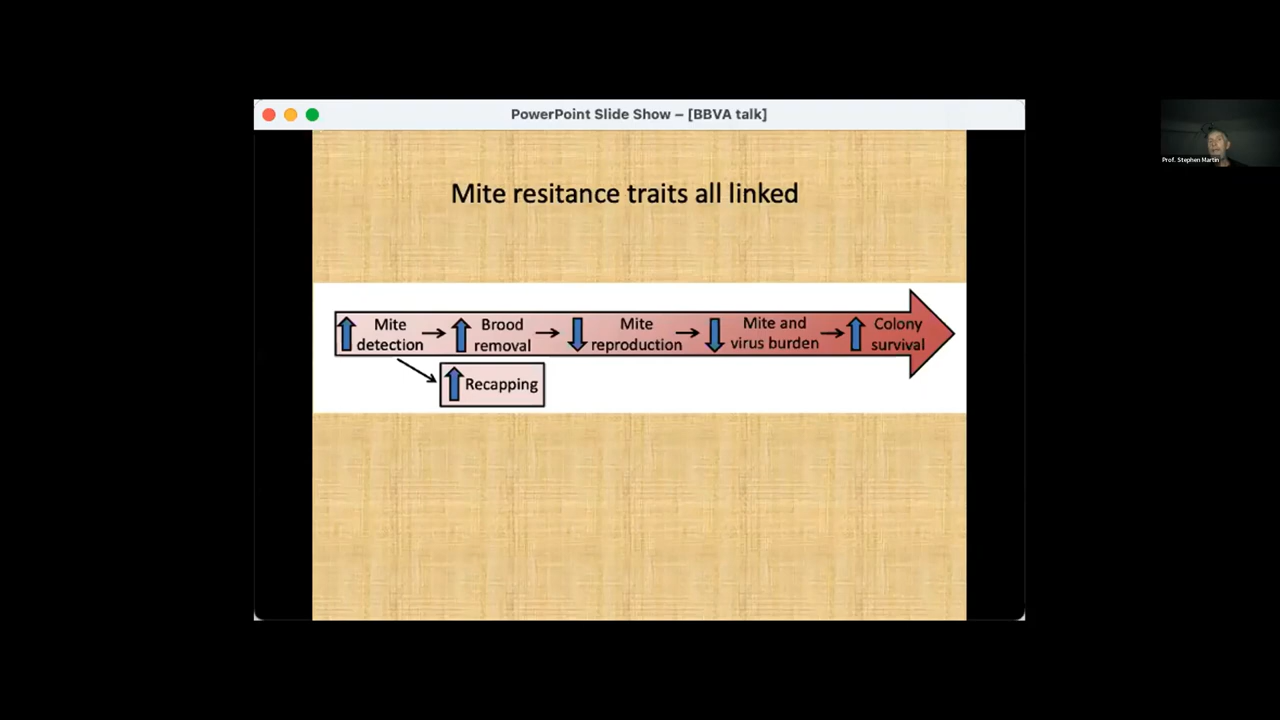 PowerPoint Slide Show – [BBVA talk]
Prof. Stephen Martin
Mite resitance traits all linked
Mite
detection
Brood
removal
Mite
reproduction
Mite and
virus burden
Colony
survival
Recapping